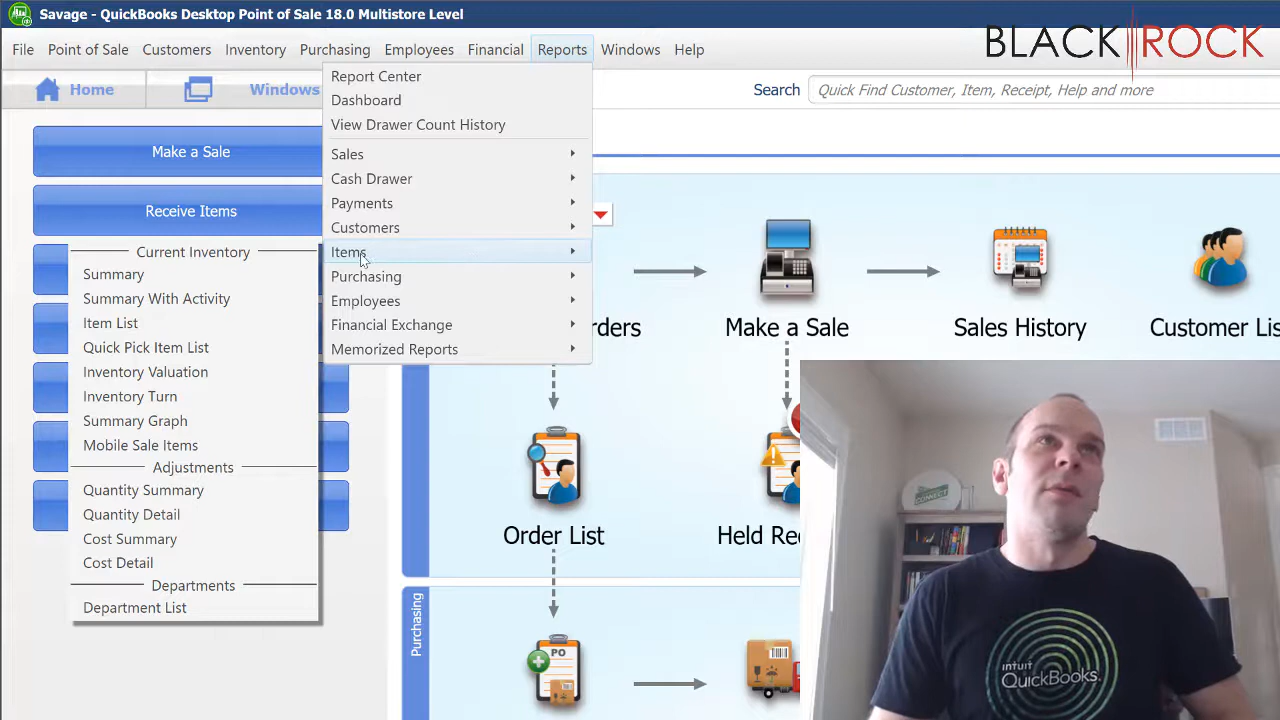 Savage - QuickBooks Desktop Point of Sale 18.0 Multistore Level
File Point of Sale Customers Inventory Purchasing Employees Financial Reports Windows Help
BLACK ROCK
Home Windows
Search Quick Find Customer, Item, Receipt, Help and more
Report Center
Dashboard
View Drawer Count History
Sales
Cash Drawer
Payments
Customers
Items
Purchasing
Employees
Financial Exchange
Memorized Reports
Make a Sale
Receive Items
Current Inventory
Summary
Summary With Activity
Item List
Quick Pick Item List
Inventory Valuation
Inventory Turn
Summary Graph
Mobile Sale Items
Adjustments
Quantity Summary
Quantity Detail
Cost Summary
Cost Detail
Departments
Department List
rders
Make a Sale
Sales History
Customer Li
Order List
Held Re
Purchasing
PO
CONNECT
intuit
QuickBooks.